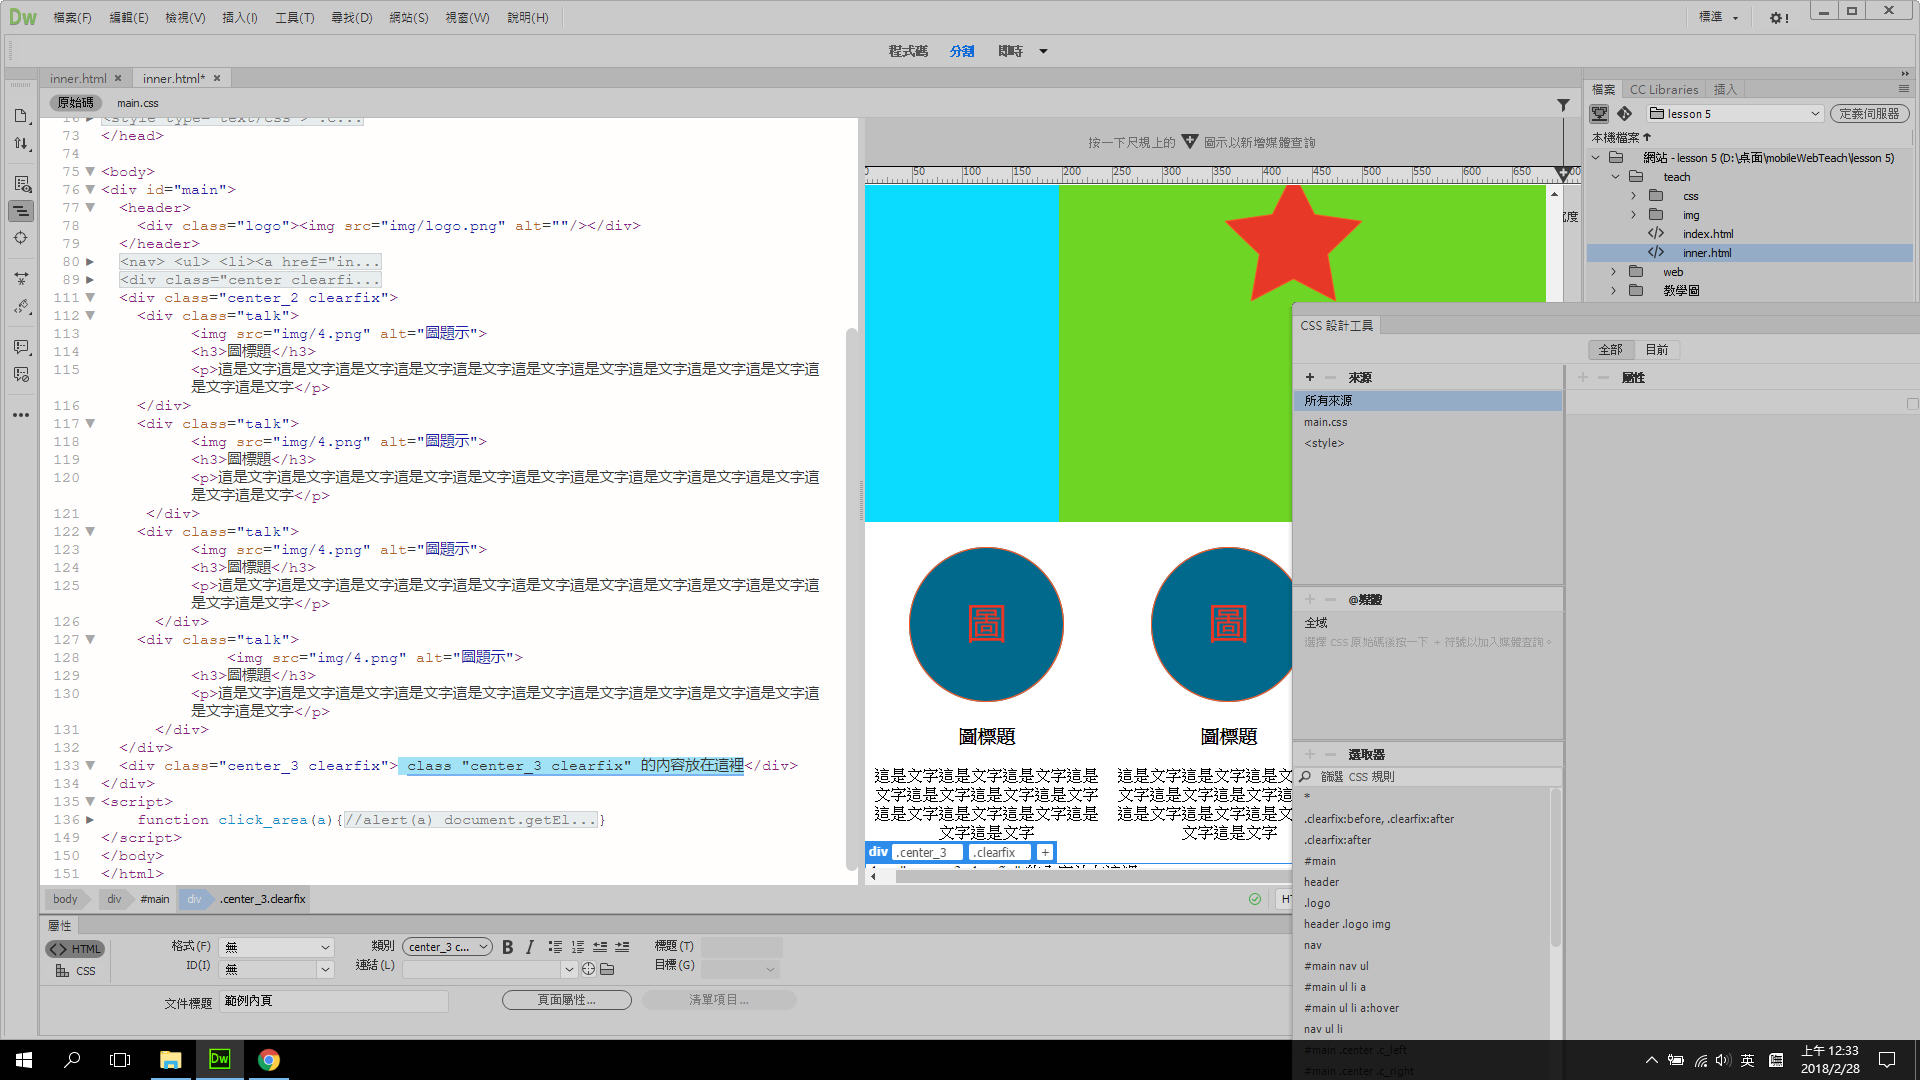 Dw 檔案(F) 編輯(E) 檢視(V) 插入(I) 工具(T) 尋找(D) 網站(S) 視窗(W) 說明(H) 標準
程式碼 分割 即時
inner.html inner.html*
原始碼 main.css
73 </head>
74
75 <body>
76 <div id="main">
77 <header>
78 <div class="logo"><img src="img/logo.png" alt=""/></div>
79 </header>
80 <nav> <ul> <li><a href="in...
89 <div class="center clearfi...
111 <div class="center_2 clearfix">
112 <div class="talk">
113 <img src="img/4.png" alt="圖題示">
114 <h3>圖標題</h3>
115 <p>這是文字這是文字這是文字這是文字這是文字這是文字這是文字這是文字這是文字這是文字這
是文字這是文字</p>
116 </div>
117 <div class="talk">
118 <img src="img/4.png" alt="圖題示">
119 <h3>圖標題</h3>
120 <p>這是文字這是文字這是文字這是文字這是文字這是文字這是文字這是文字這是文字這是文字這
是文字這是文字</p>
121 </div>
122 <div class="talk">
123 <img src="img/4.png" alt="圖題示">
124 <h3>圖標題</h3>
125 <p>這是文字這是文字這是文字這是文字這是文字這是文字這是文字這是文字這是文字這是文字這
是文字這是文字</p>
126 </div>
127 <div class="talk">
128 <img src="img/4.png" alt="圖題示">
129 <h3>圖標題</h3>
130 <p>這是文字這是文字這是文字這是文字這是文字這是文字這是文字這是文字這是文字這是文字這
是文字這是文字</p>
131 </div>
132 </div>
133 <div class="center_3 clearfix"> class "center_3 clearfix" 的內容放在這裡</div>
134 </div>
135 <script>
136 function click_area(a){//alert(a) document.getEl...}
149 </script>
150 </body>
151 </html>
body div #main div .center_3.clearfix
按一下尺規上的 圖示以新增媒體查詢
0 50 100 150 200 250 300 350 400 450 500 550 600 650
圖 圖
圖標題 圖標題
這是文字這是文字這是文字這是
文字這是文字這是文字這是文字
這是文字這是文字這是文字這是
文字這是文字
這是文字這是文字這是文字
文字這是文字這是文字這是
這是文字這是文字這是文字
文字這是文字
div .center_3 .clearfix +
屬性
HTML 格式(F) 無 類別 center_3 c... B I 標題(T)
CSS ID(I) 無 連結(L) 目標(G)
文件標題 範例內頁 頁面屬性... 清單項目...
檔案 CC Libraries 插入
lesson 5 定義伺服器
本機檔案
網站 - lesson 5 (D:\桌面\mobileWebTeach\lesson 5)
teach
css
img
index.html
inner.html
web
教學圖
CSS 設計工具
全部 目前
+ 來源 屬性
所有來源
main.css
<style>
@媒體
全域
選擇 CSS 原始碼後按一下 + 符號以加入媒體查詢。
選取器
篩選 CSS 規則
*
.clearfix:before, .clearfix:after
.clearfix:after
#main
header
.logo
header .logo img
nav
#main nav ul
#main ul li a
#main ul li a:hover
nav ul li
#main .center .c_left
#main .center .c_right
Dw 英 上午 12:33
2018/2/28